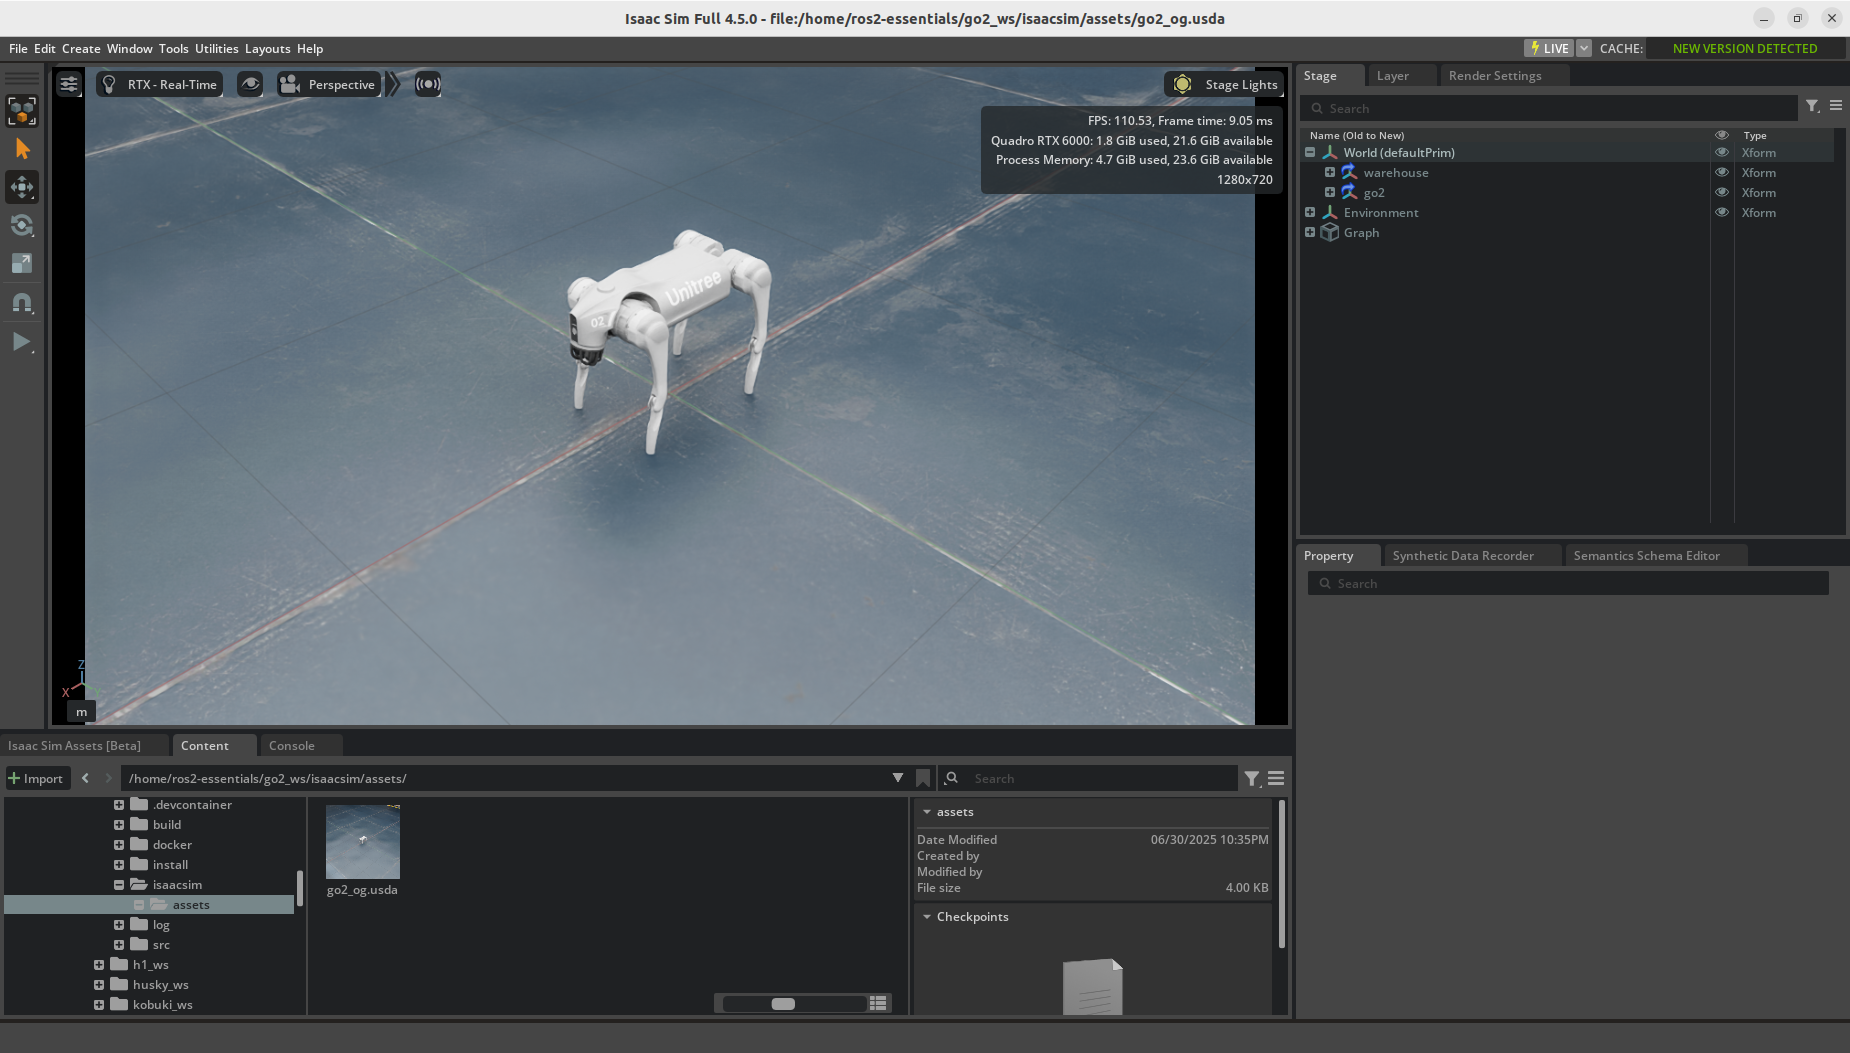 Isaac Sim Full 4.5.0 - file:/home/ros2-essentials/go2_ws/isaacsim/assets/go2_og.usda
File Edit Create Window Tools Utilities Layouts Help
LIVE CACHE: NEW VERSION DETECTED
RTX - Real-Time
Perspective
Stage Lights
FPS: 110.53, Frame time: 9.05 ms
Quadro RTX 6000: 1.8 GiB used, 21.6 GiB available
Process Memory: 4.7 GiB used, 23.6 GiB available
1280x720
Unitree
02
Z
X
Y
m
Stage Layer Render Settings
Search
Name (Old to New) Type
World (defaultPrim) Xform
warehouse Xform
go2 Xform
Environment Xform
Graph
Property Synthetic Data Recorder Semantics Schema Editor
Search
Isaac Sim Assets [Beta] Content Console
Import /home/ros2-essentials/go2_ws/isaacsim/assets/ Search
.devcontainer
build
docker
install
isaacsim
assets
log
src
h1_ws
husky_ws
kobuki_ws
go2_og.usda
assets
Date Modified 06/30/2025 10:35PM
Created by
Modified by
File size 4.00 KB
Checkpoints